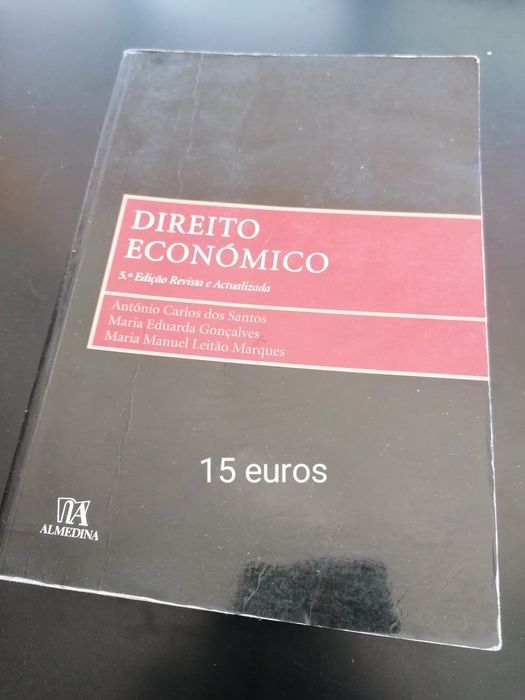 DIREITO
ECONÓMICO
5.ª Edição Revista e Actualizada
António Carlos dos Santos
Maria Eduarda Gonçalves
Maria Manuel Leitão Marques
15 euros
ALMEDINA